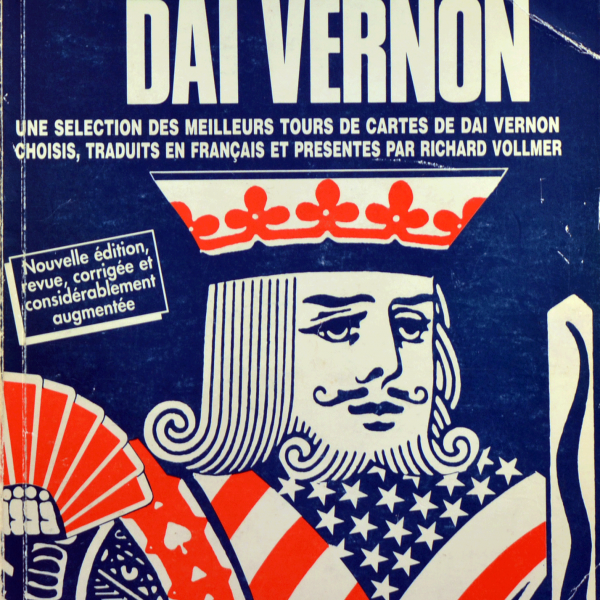 DAI VERNON
UNE SELECTION DES MEILLEURS TOURS DE CARTES DE DAI VERNON
CHOISIS, TRADUITS EN FRANÇAIS ET PRESENTES PAR RICHARD VOLLMER
Nouvelle édition,
revue, corrigée et
considérablement
augmentée